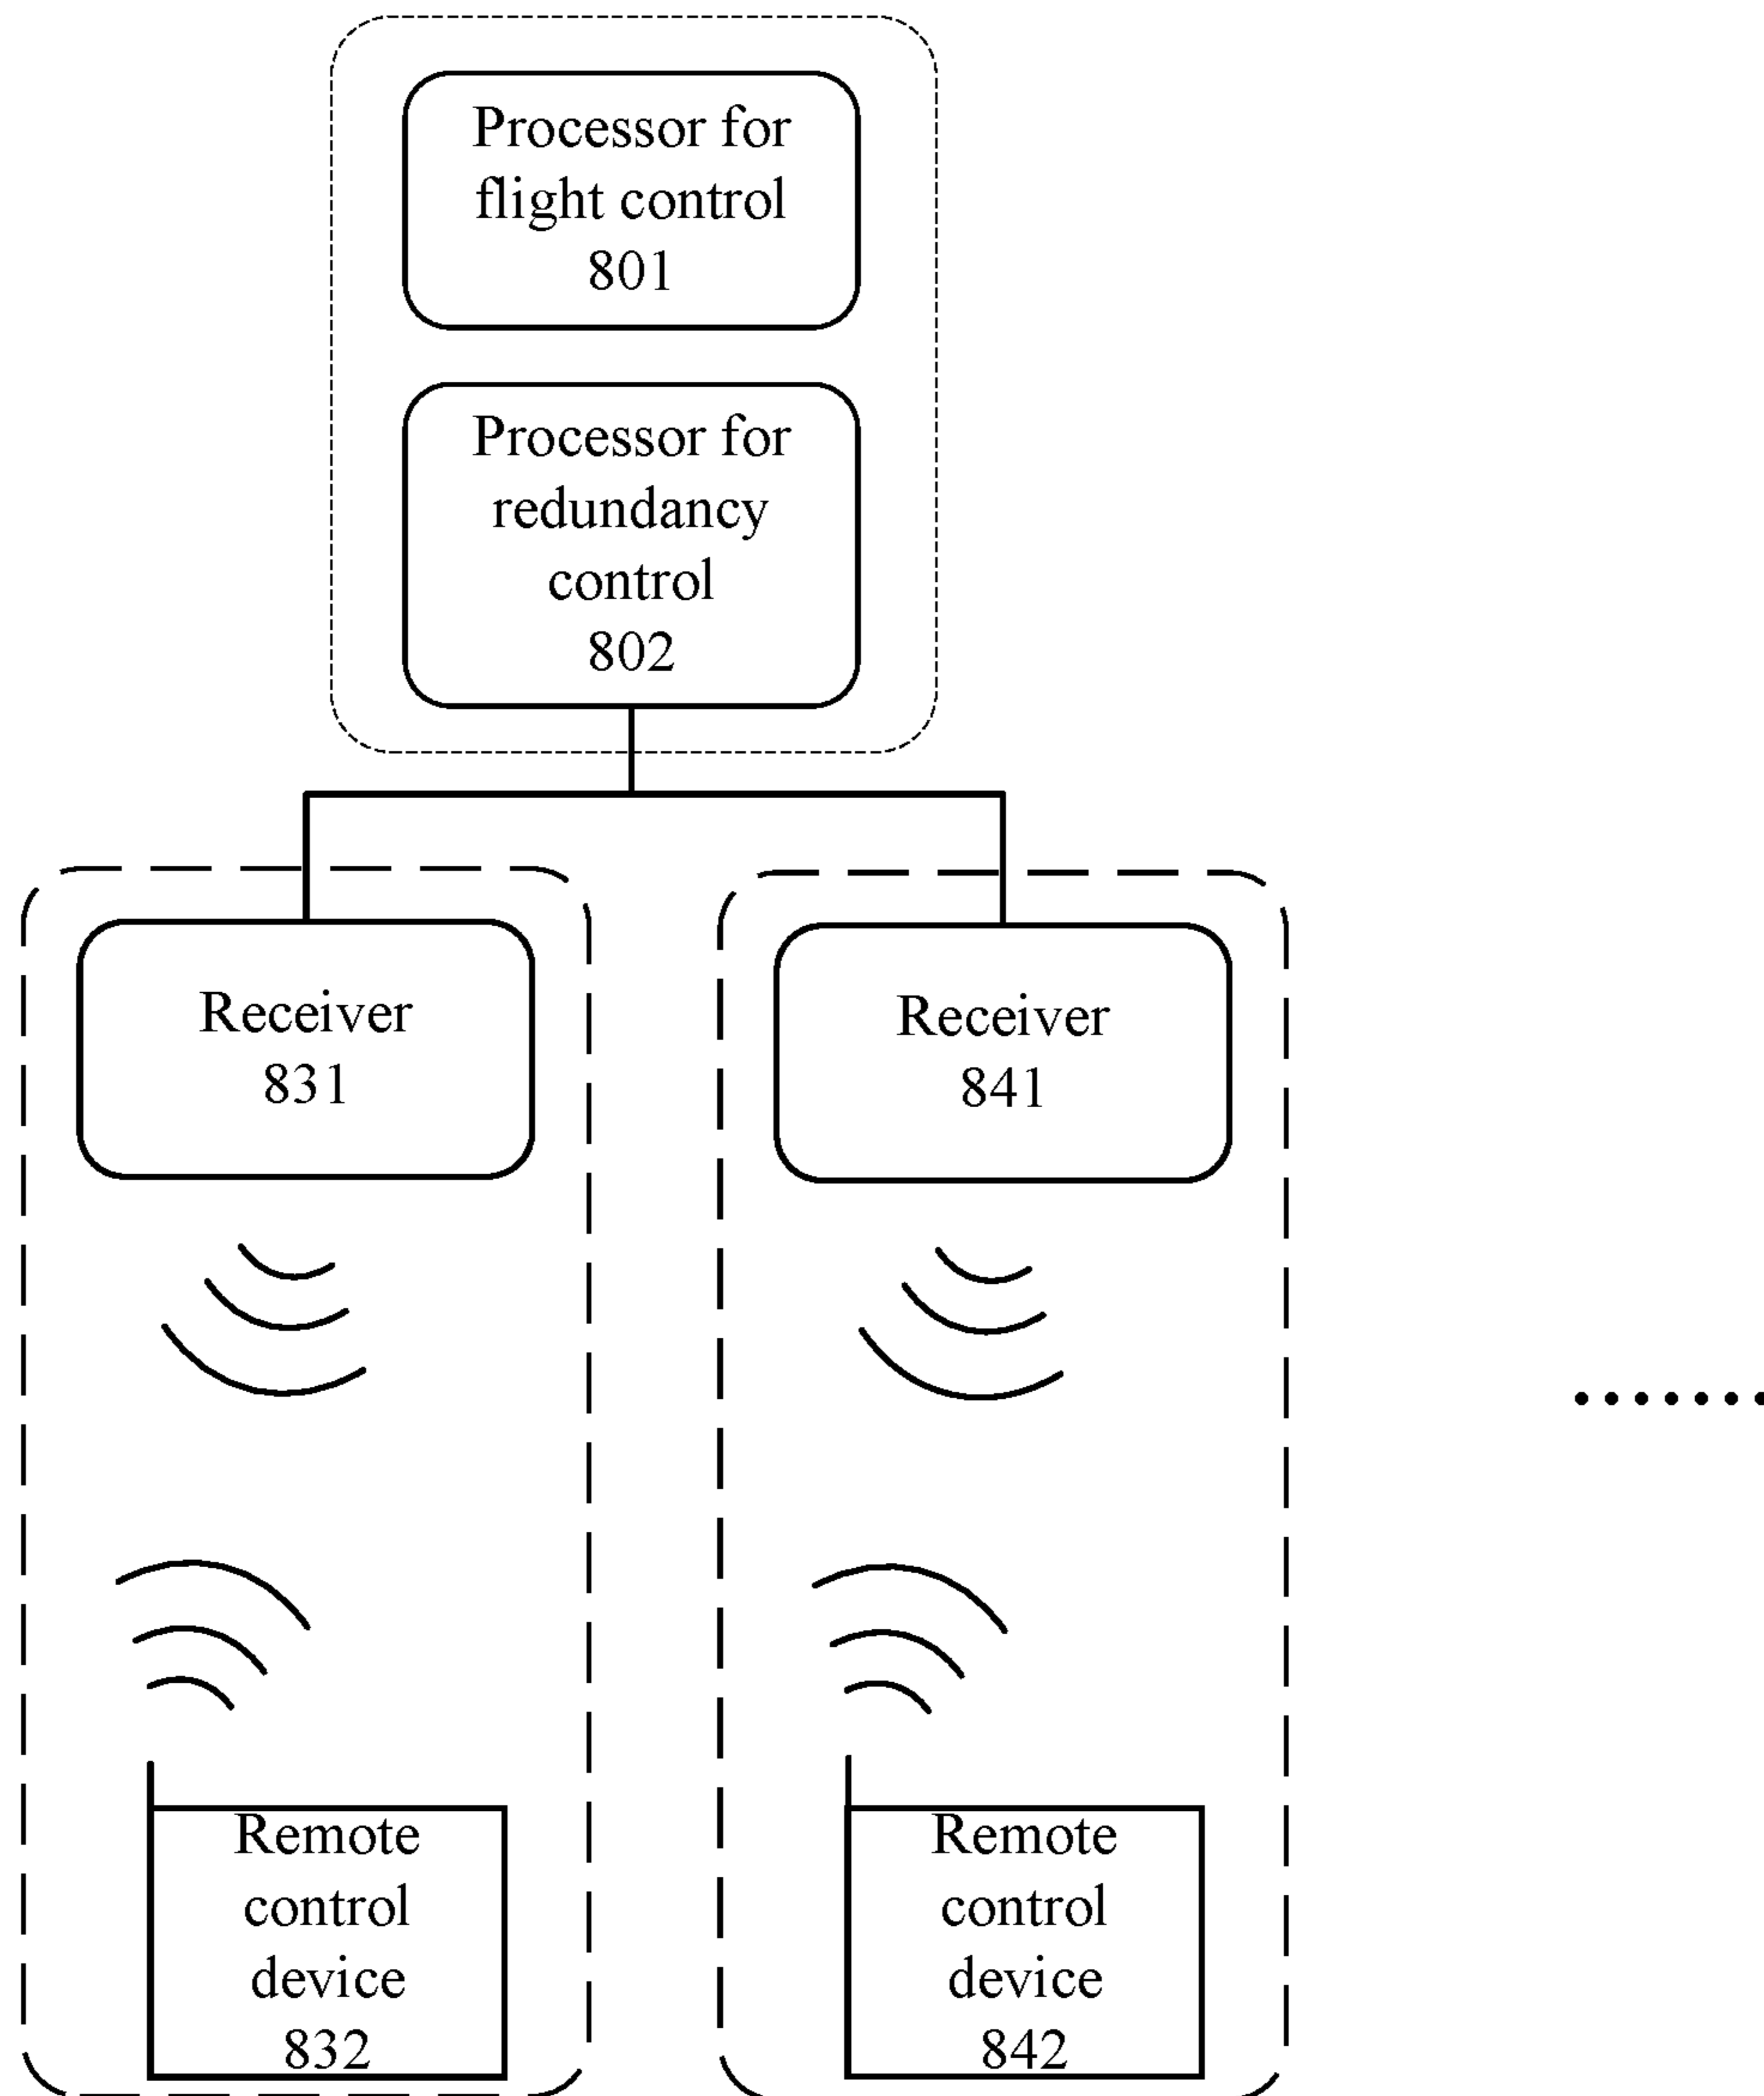 Processor for
flight control
801
Processor for
redundancy
control
802
Receiver
831
Receiver
841
Remote
control
device
832
Remote
control
device
842